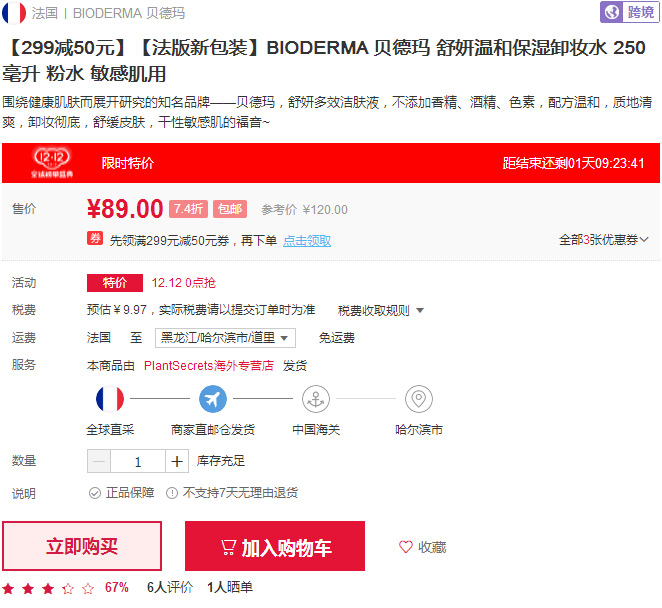 法国 | BIODERMA 贝德玛
跨境
【299减50元】【法版新包装】BIODERMA 贝德玛 舒妍温和保湿卸妆水 250
毫升 粉水 敏感肌用
围绕健康肌肤而展开研究的知名品牌——贝德玛，舒妍多效洁肤液，不添加香精、酒精、色素，配方温和，质地清
爽，卸妆彻底，舒缓皮肤，干性敏感肌的福音~
12·12
限时特价
距结束还剩01天09:23:41
售价 ¥89.00 7.4折 包邮 参考价 ¥120.00
券 先领满299元减50元券，再下单 点击领取 全部3张优惠券
活动 特价 12.12 0点抢
税费 预估￥9.97，实际税费请以提交订单时为准 税费收取规则
运费 法国 至 黑龙江/哈尔滨市/道里 免运费
服务 本商品由 PlantSecrets海外专营店 发货
全球直采 商家直邮仓发货 中国海关 哈尔滨市
数量 — 1 + 库存充足
说明 正品保障 不支持7天无理由退货
立即购买 加入购物车 收藏
67% 6人评价 1人晒单